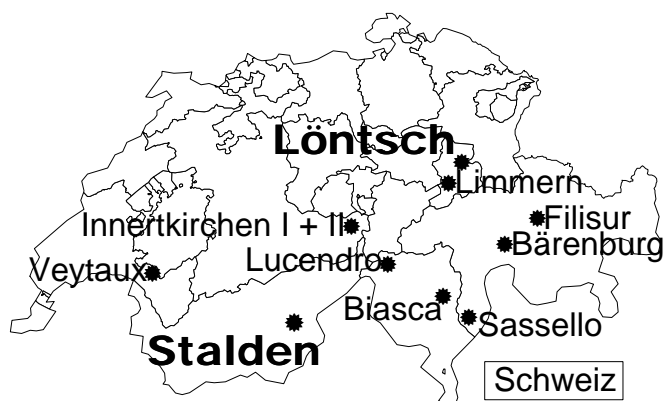 Löntsch
Limmern
Innertkirchen I + II
Filisur
Bärenburg
Lucendro
Veytaux
Biasca
Sassello
Stalden
Schweiz